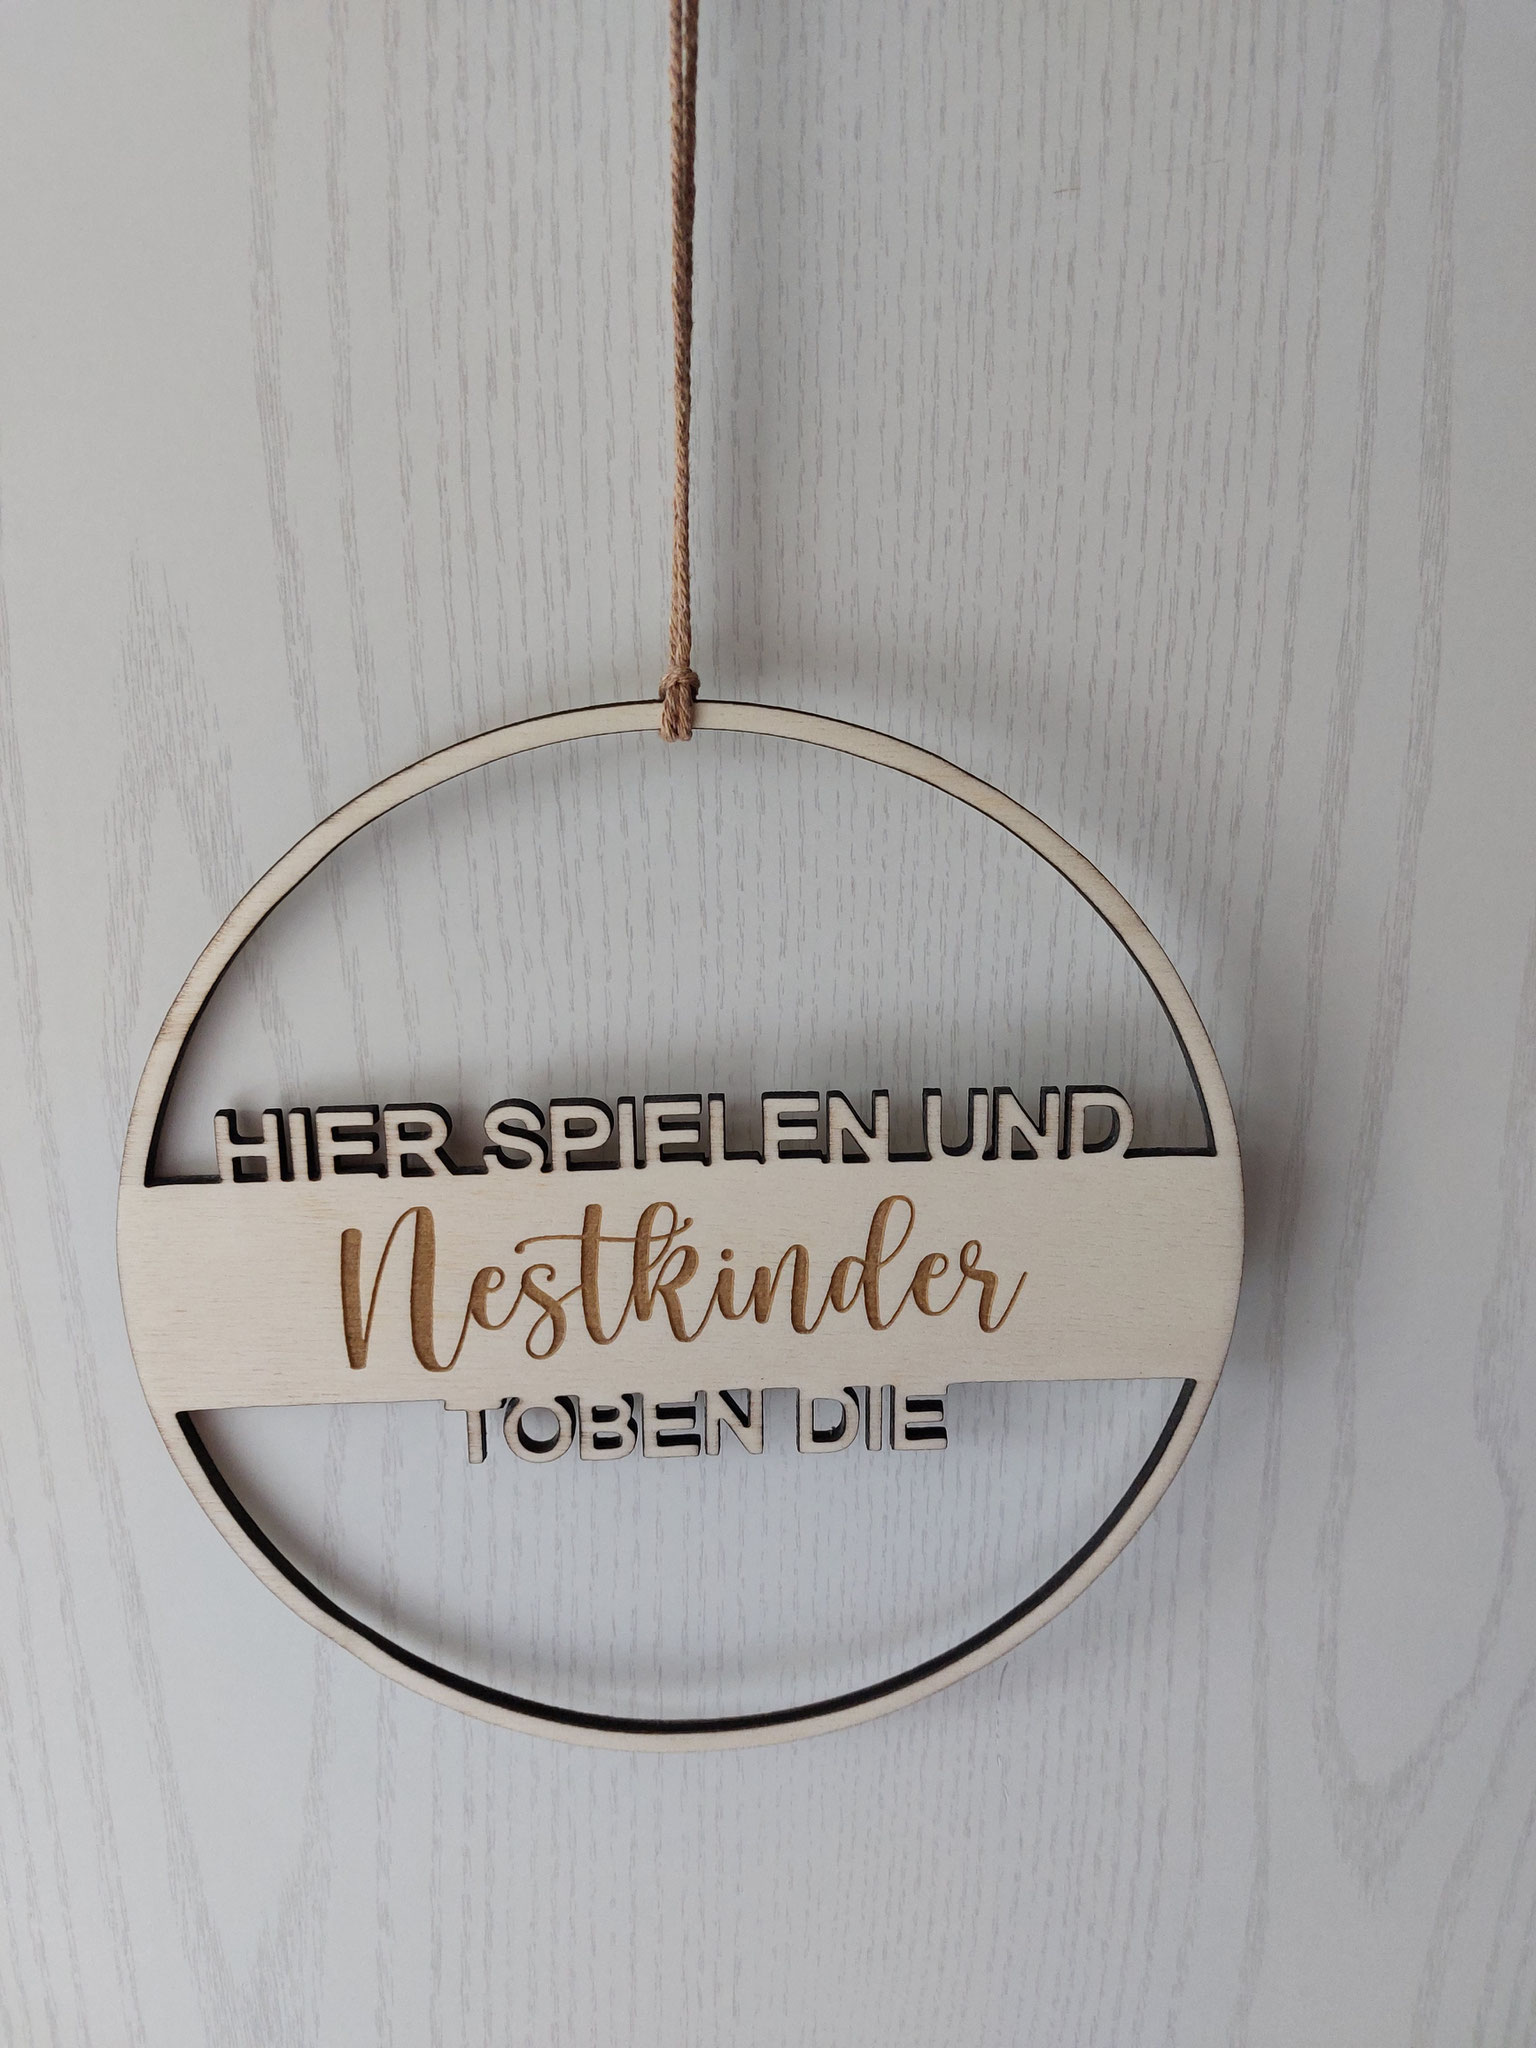 HIER SPIELEN UND
Nestkinder
TOBEN DIE